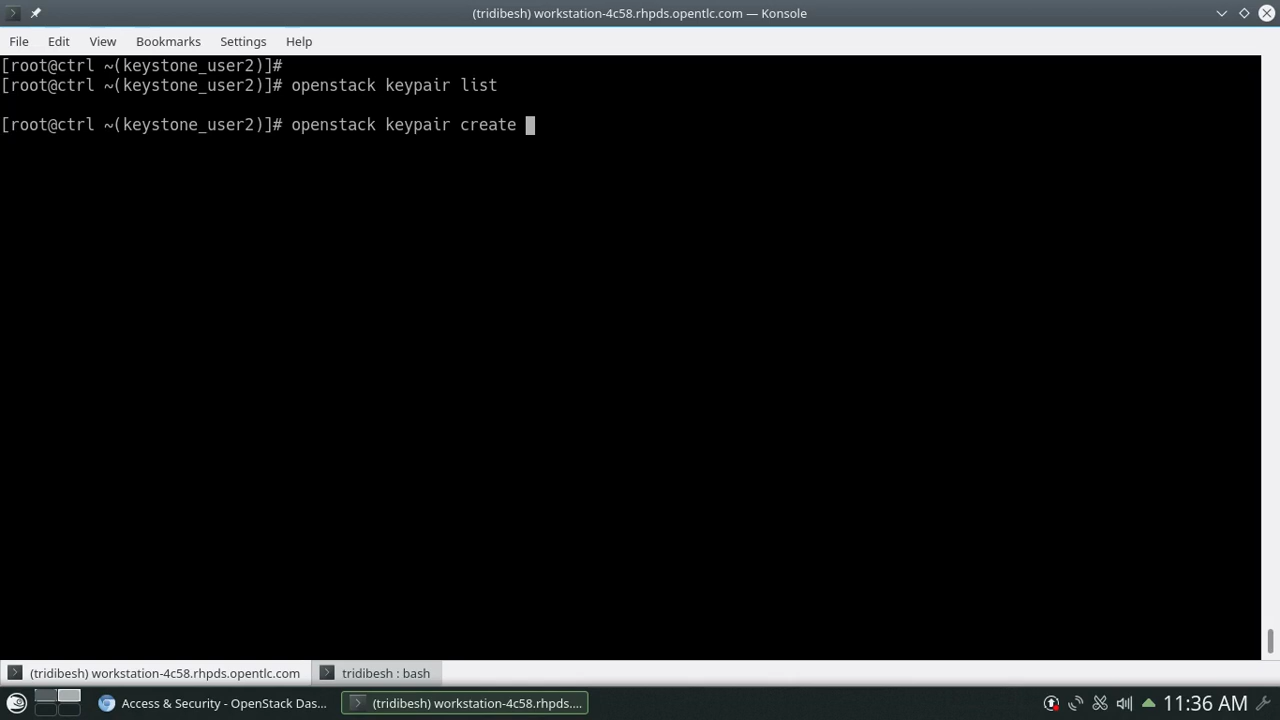 (tridibesh) workstation-4c58.rhpds.opentlc.com — Konsole
File Edit View Bookmarks Settings Help
[root@ctrl ~(keystone_user2)]#
[root@ctrl ~(keystone_user2)]# openstack keypair list
[root@ctrl ~(keystone_user2)]# openstack keypair create
(tridibesh) workstation-4c58.rhpds.opentlc.com tridibesh : bash
Access & Security - OpenStack Das... (tridibesh) workstation-4c58.rhpds.... 11:36 AM